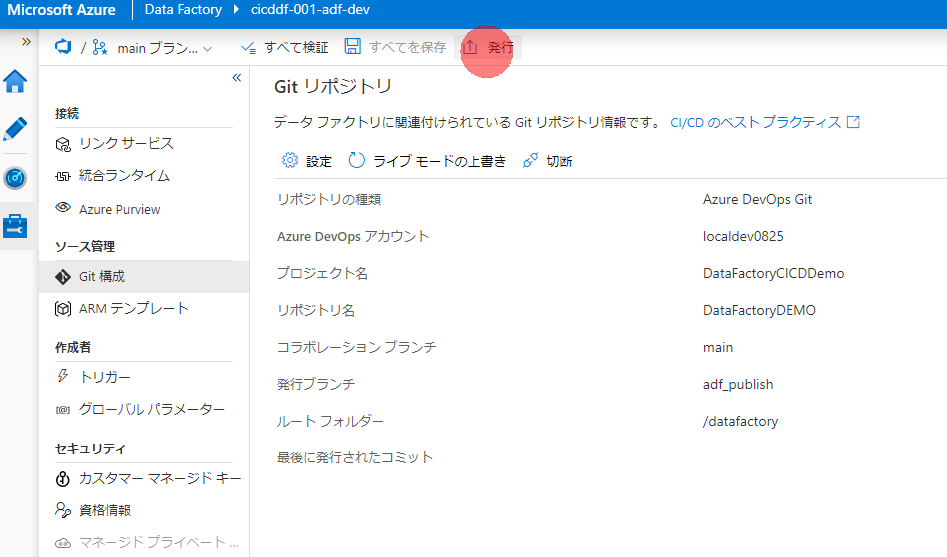 Microsoft Azure Data Factory cicddf-001-adf-dev
» / main ブラン... すべて検証 すべてを保存 発行
«
接続
リンク サービス
統合ランタイム
Azure Purview
ソース管理
Git 構成
ARM テンプレート
作成者
トリガー
グローバル パラメーター
セキュリティ
カスタマー マネージド キー
資格情報
マネージド プライベート ...
Git リポジトリ
データ ファクトリに関連付けられている Git リポジトリ情報です。 CI/CD のベスト プラクティス
設定 ライブ モードの上書き 切断
リポジトリの種類 Azure DevOps Git
Azure DevOps アカウント localdev0825
プロジェクト名 DataFactoryCICDDemo
リポジトリ名 DataFactoryDEMO
コラボレーション ブランチ main
発行ブランチ adf_publish
ルート フォルダー /datafactory
最後に発行されたコミット